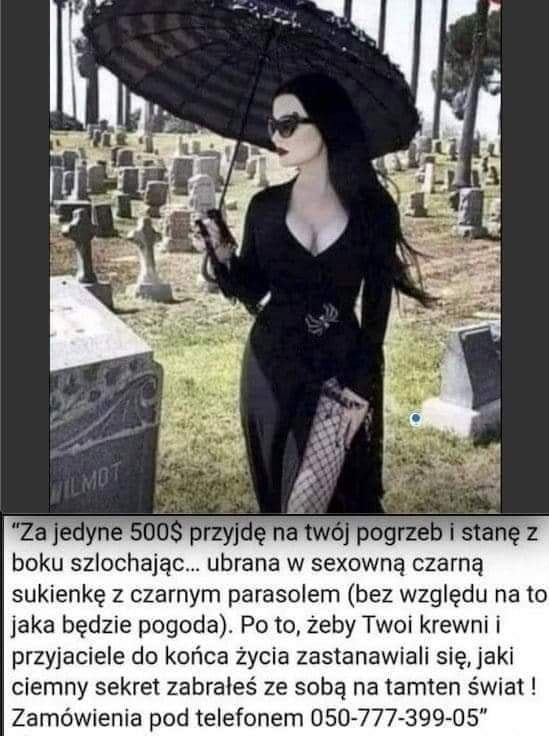 WILMOT
"Za jedyne 500$ przyjdę na twój pogrzeb i stanę z
boku szlochając... ubrana w sexowną czarną
sukienkę z czarnym parasolem (bez względu na to
jaka będzie pogoda). Po to, żeby Twoi krewni i
przyjaciele do końca życia zastanawiali się, jaki
ciemny sekret zabrałeś ze sobą na tamten świat !
Zamówienia pod telefonem 050-777-399-05"